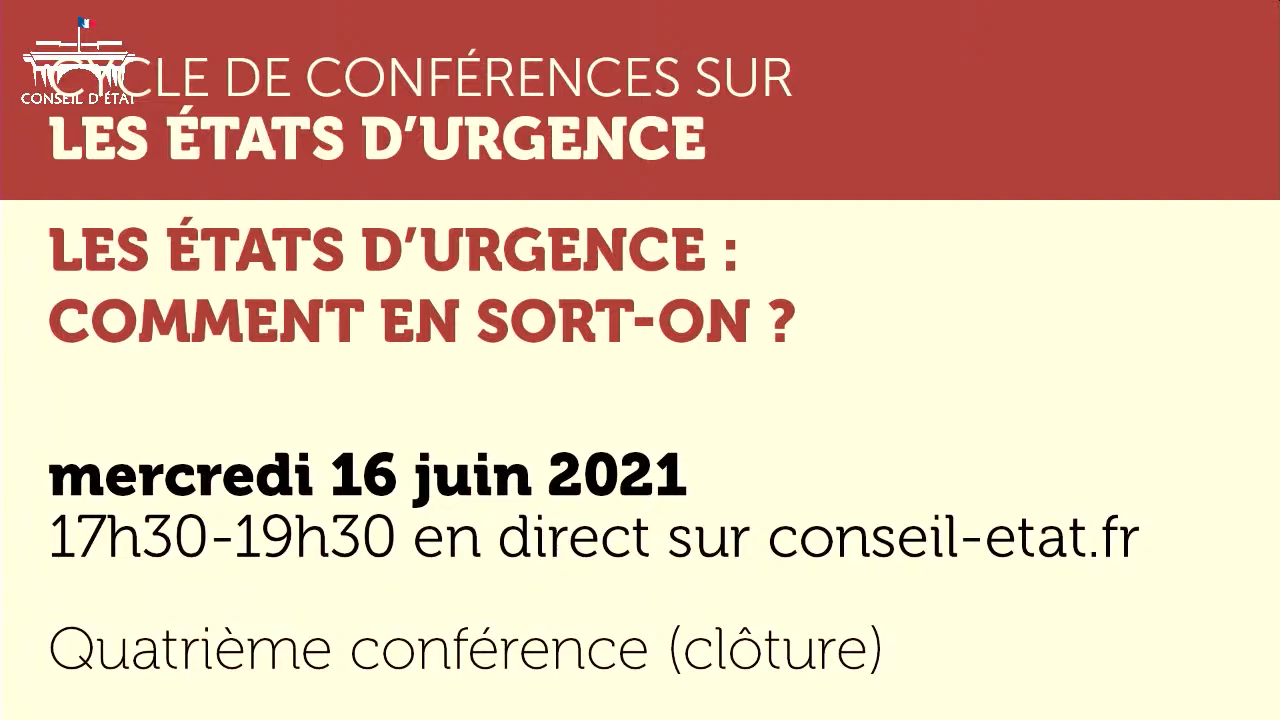 CYCLE DE CONFÉRENCES SUR
CONSEIL D'ÉTAT
LES ÉTATS D'URGENCE
LES ÉTATS D'URGENCE :
COMMENT EN SORT-ON ?
mercredi 16 juin 2021
17h30-19h30 en direct sur conseil-etat.fr
Quatrième conférence (clôture)